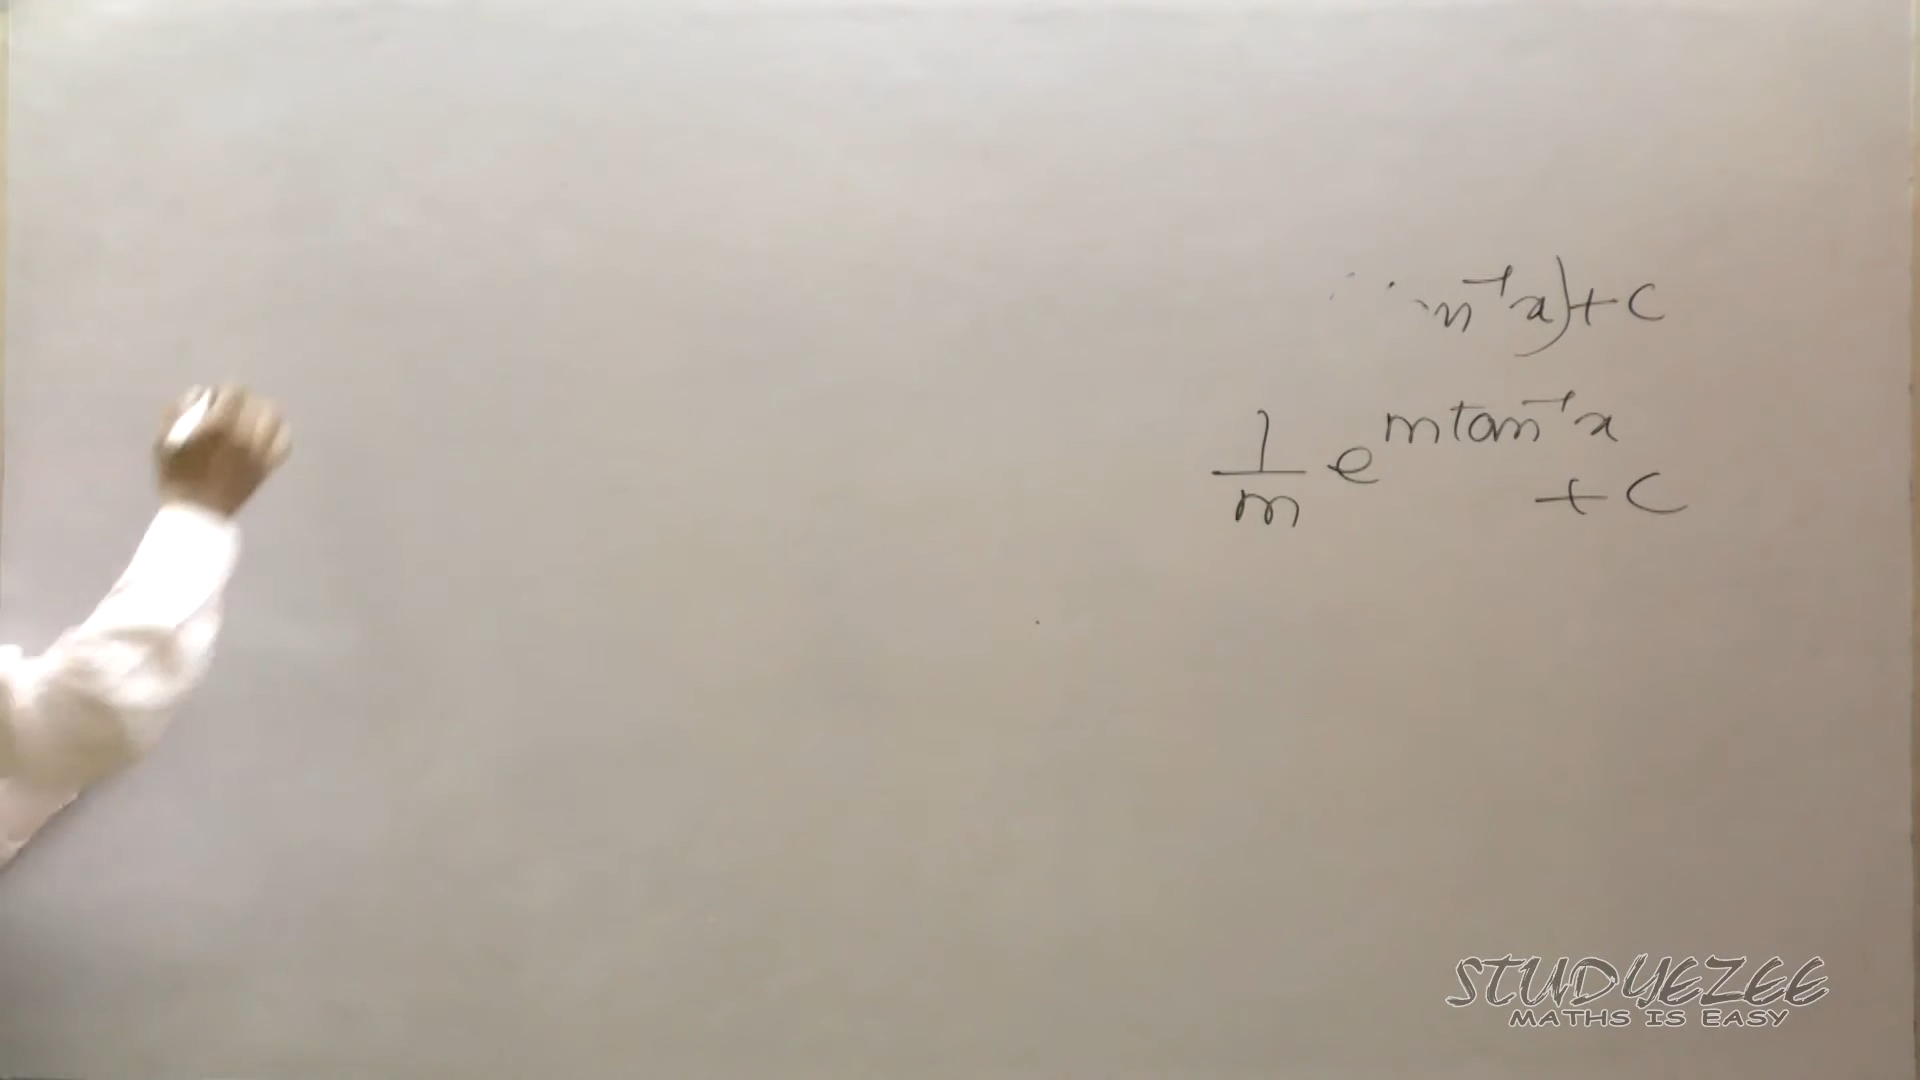 n⁻¹x)+C
1/m e^(m tan⁻¹x) + C
STUDYEZEE
MATHS IS EASY